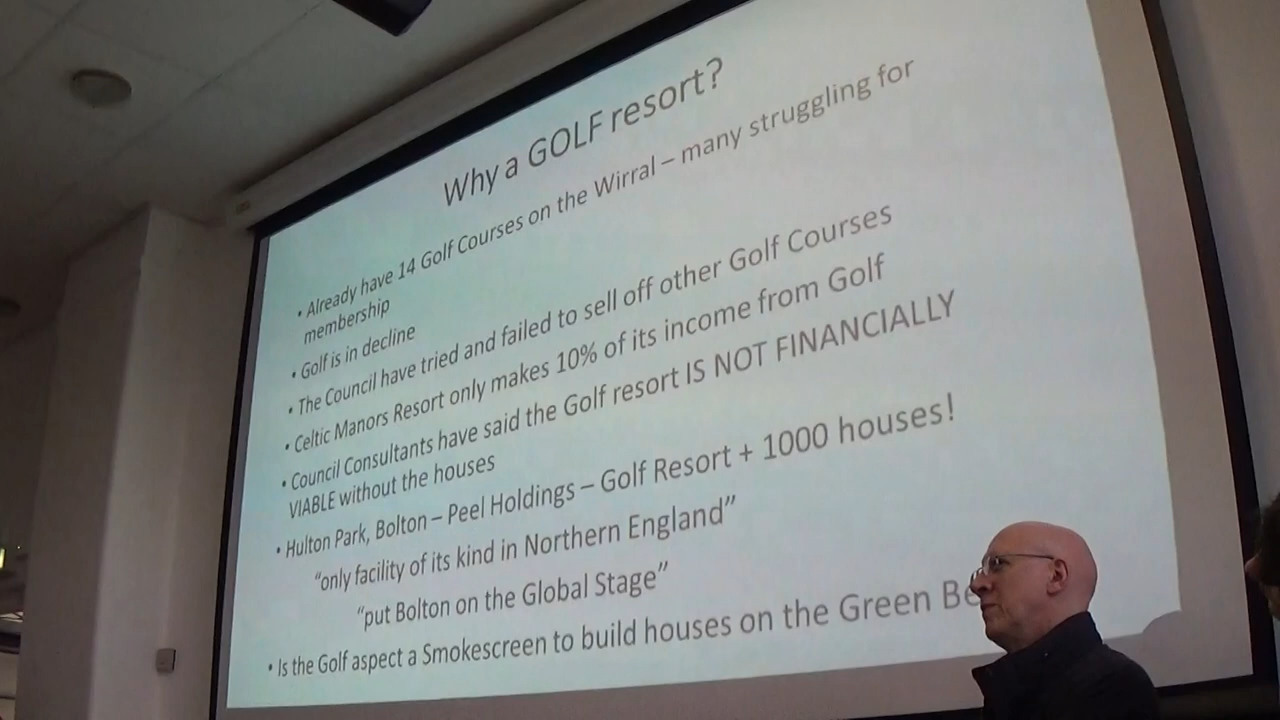 Why a GOLF resort?
• Already have 14 Golf Courses on the Wirral – many struggling for
membership
• Golf is in decline
• The Council have tried and failed to sell off other Golf Courses
• Celtic Manors Resort only makes 10% of its income from Golf
• Council Consultants have said the Golf resort IS NOT FINANCIALLY
VIABLE without the houses
• Hulton Park, Bolton – Peel Holdings – Golf Resort + 1000 houses!
"only facility of its kind in Northern England"
"put Bolton on the Global Stage"
• Is the Golf aspect a Smokescreen to build houses on the Green